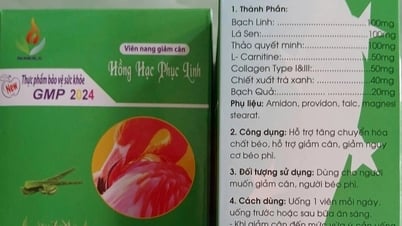 Viên nang giảm cân
Hồng Hạc Phục Linh
New
Thực phẩm bảo vệ sức khỏe
GMP 2024
1. Thành Phần:
Bạch Linh: 100mg
Lá Sen: 100mg
Thảo quyết minh: 100mg
L- Carnitine: 50mg
Collagen Type I&III: 50mg
Chiết xuất trà xanh: 40mg
Bạch Quả: 20mg
Phụ liệu: Amidon, providon, talc, magnesi
stearat.
2. Công dụng: Hỗ trợ tăng chuyển hóa
chất béo, hỗ trợ giảm cân, giảm nguy
cơ béo phì.
3. Đối tượng sử dụng: Dùng cho người
muốn giảm cân, người béo phì.
4. Cách dùng: Uống 1 viên mỗi ngày,
uống trước hoặc sau bữa ăn sáng.